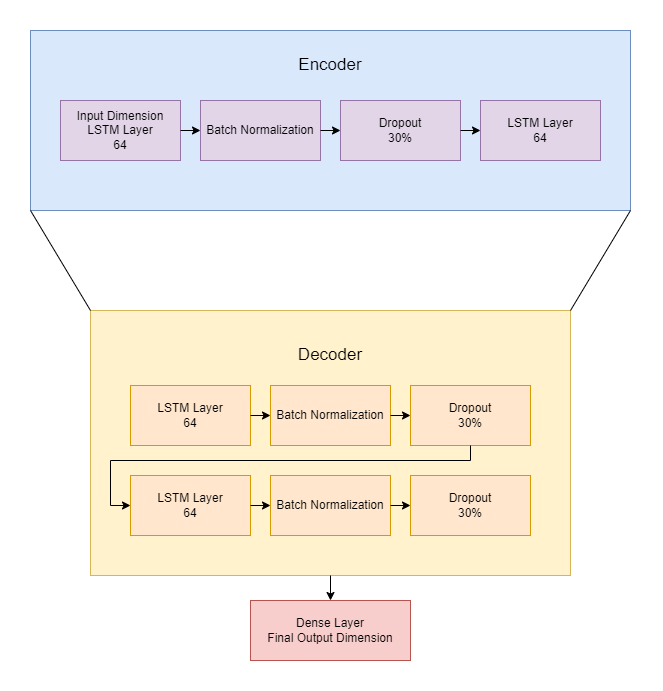 Encoder
Input Dimension
LSTM Layer
64
Batch Normalization
Dropout
30%
LSTM Layer
64
Decoder
LSTM Layer
64
Batch Normalization
Dropout
30%
LSTM Layer
64
Batch Normalization
Dropout
30%
Dense Layer
Final Output Dimension